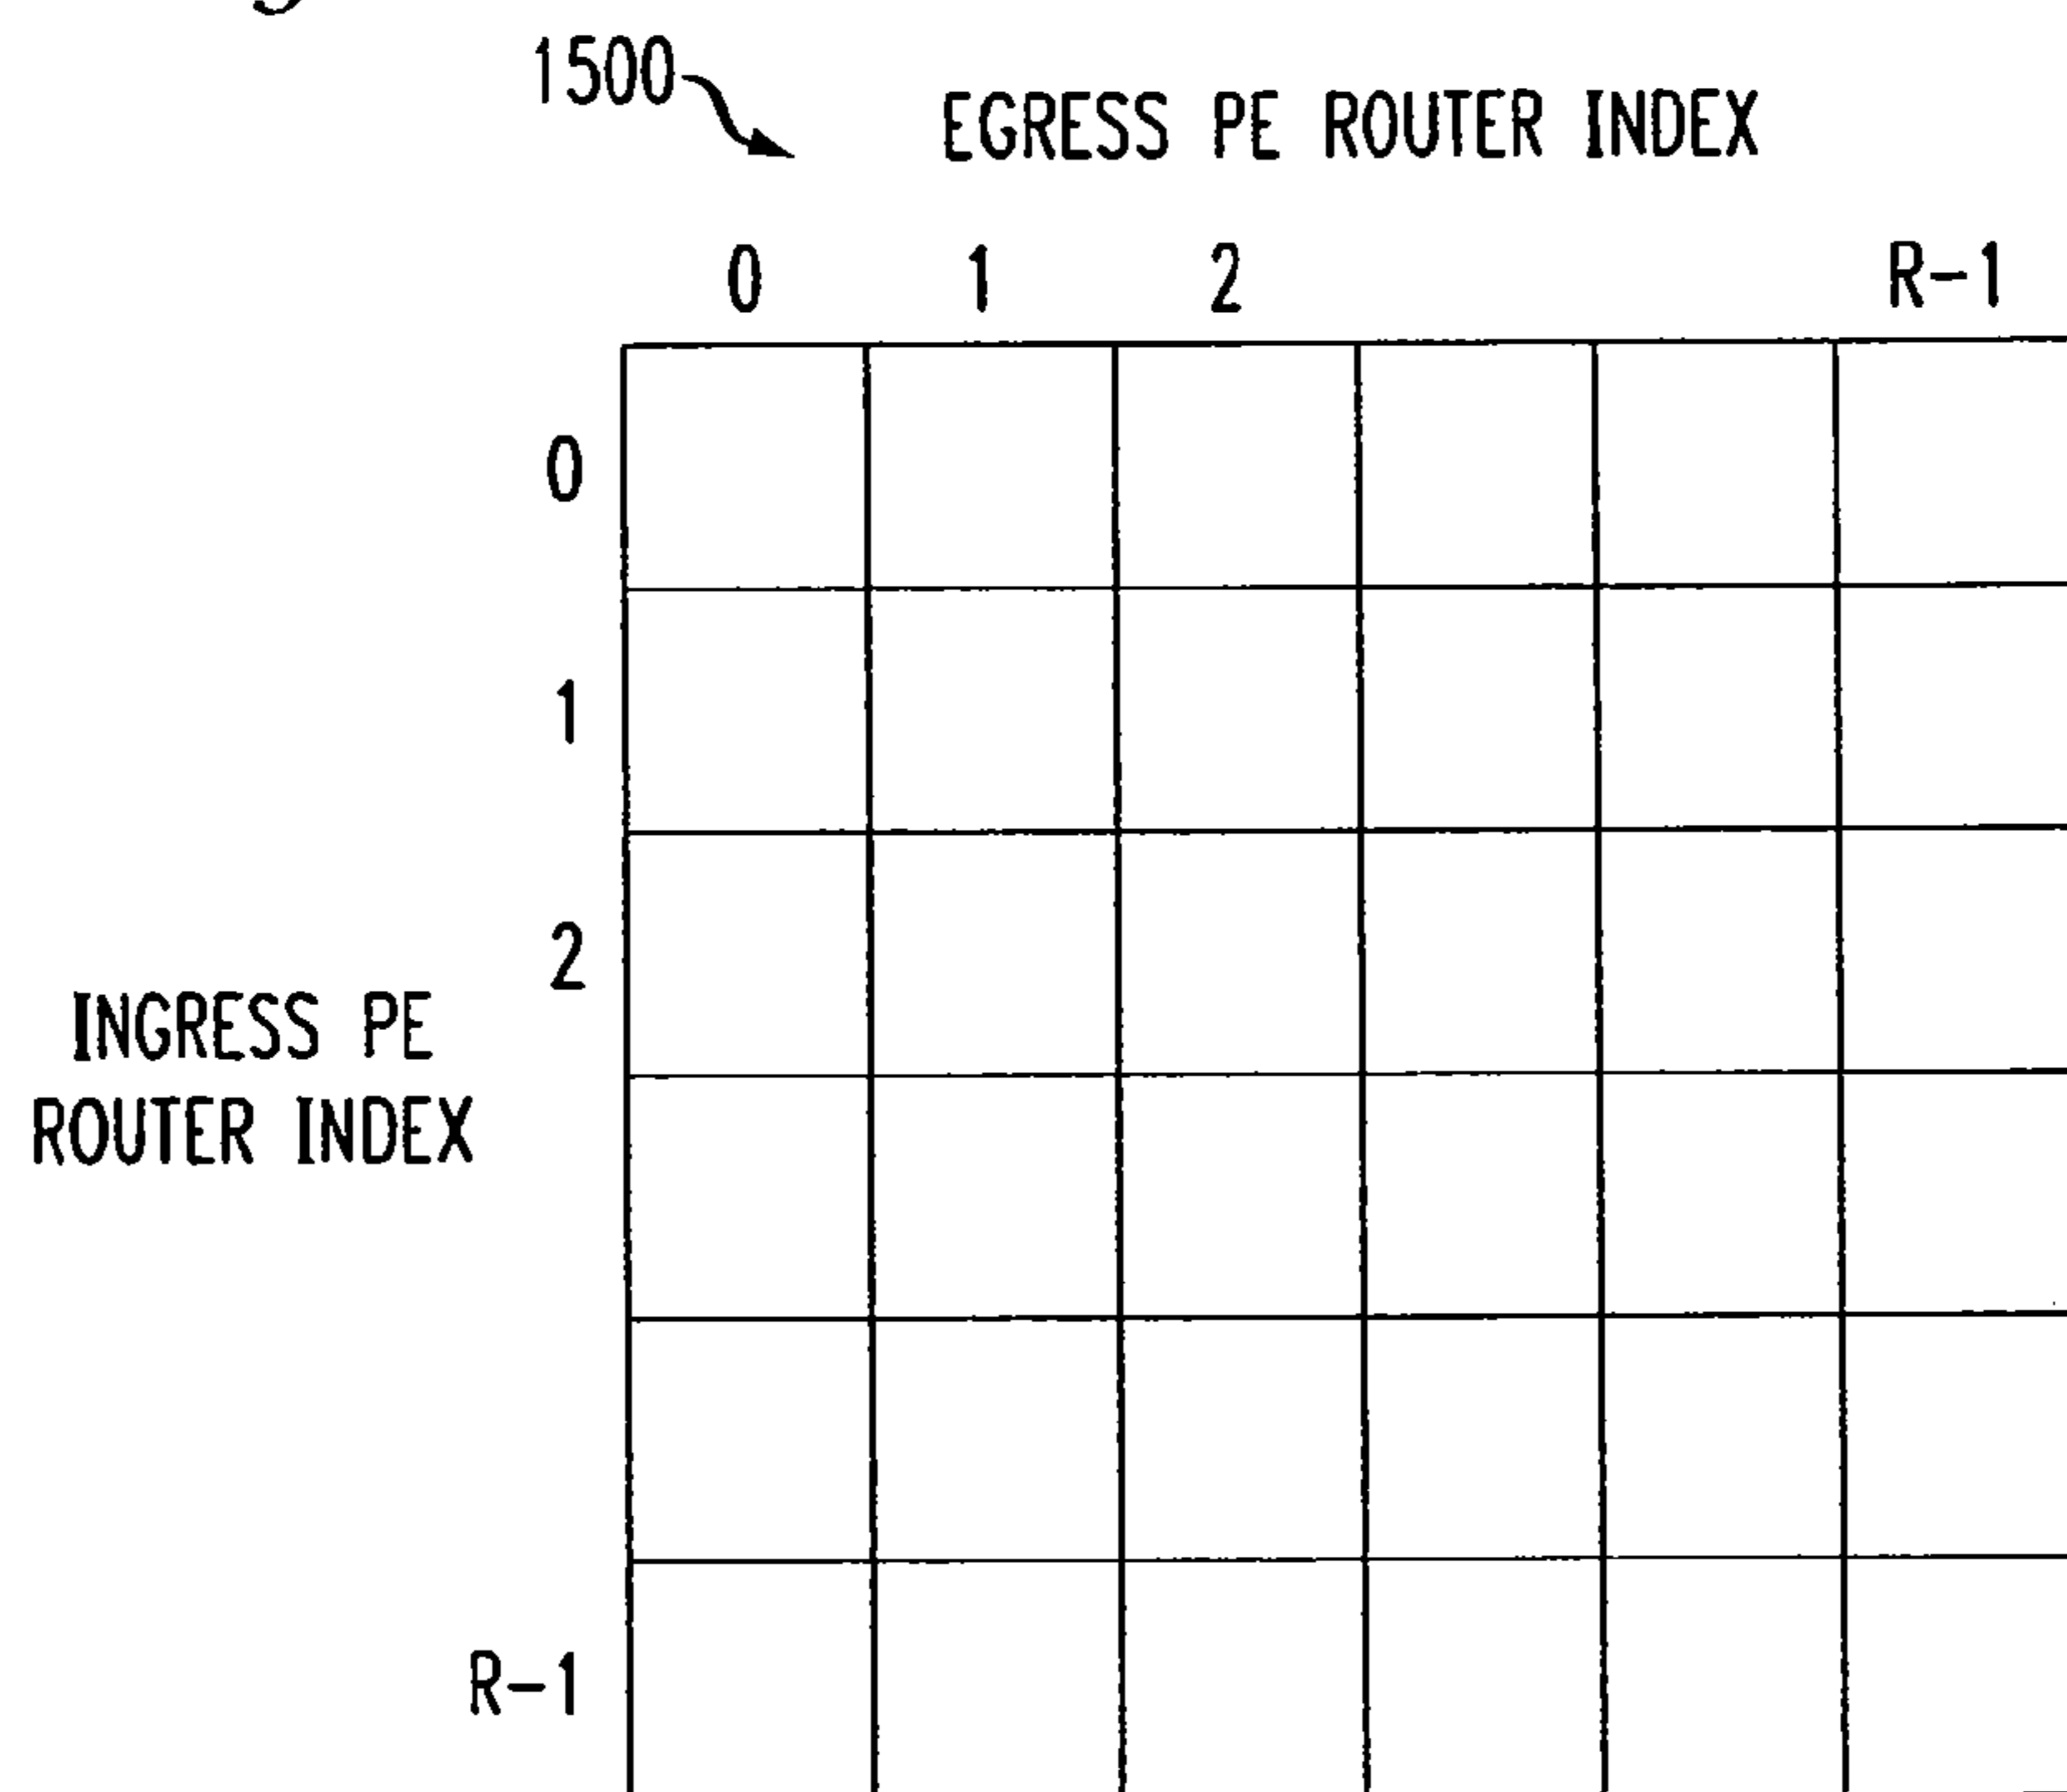 1500
EGRESS PE ROUTER INDEX
0 1 2 R-1
0
1
2
INGRESS PE
ROUTER INDEX
R-1